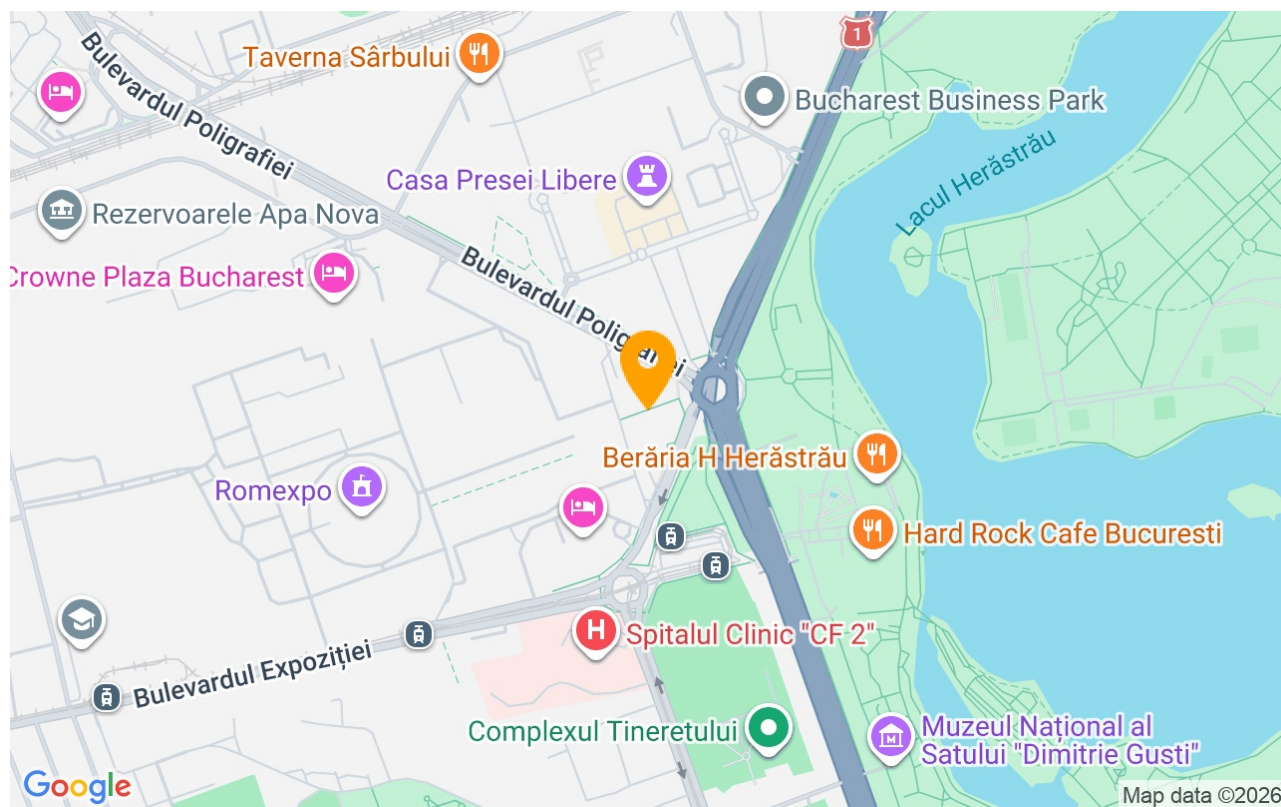 Bulevardul Poligrafiei
Taverna Sârbului
1
Bucharest Business Park
Casa Presei Libere
Lacul Herăstrău
Rezervoarele Apa Nova
Crowne Plaza Bucharest
Bulevardul Poligrafiei
Berăria H Herăstrău
Romexpo
Hard Rock Cafe Bucuresti
H
Spitalul Clinic "CF 2"
Bulevardul Expoziției
Complexul Tineretului
M
Muzeul Național al
Satului "Dimitrie Gusti"
Google
Map data ©2026